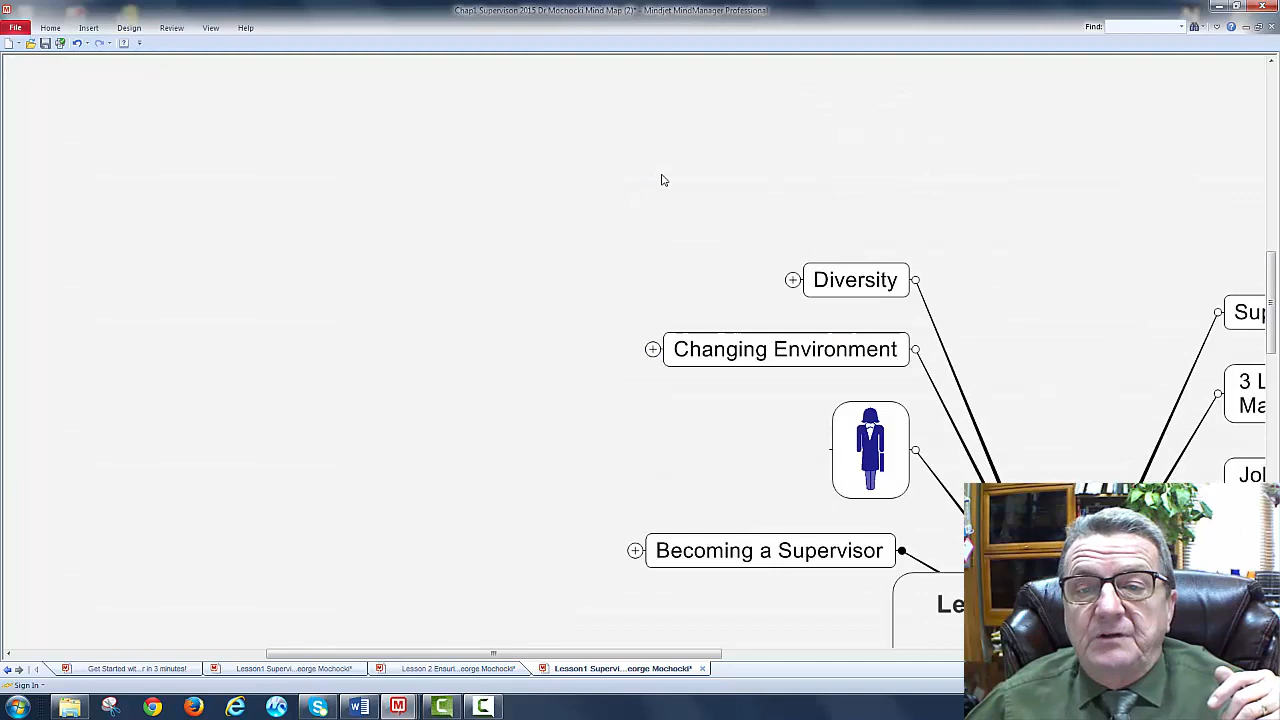 Chap1 Supervison 2015 Dr Mochocki Mind Map (2)* - Mindjet MindManager Professional
File Home Insert Design Review View Help Find:
Diversity
Changing Environment
Sup
3 L
Ma
Jol
Becoming a Supervisor
Le
Get Started wit...r in 3 minutes! Lesson1 Supervi...eorge Mochocki* Lesson 2 Ensuri...eorge Mochocki* Lesson1 Supervi...eorge Mochocki*
Sign In